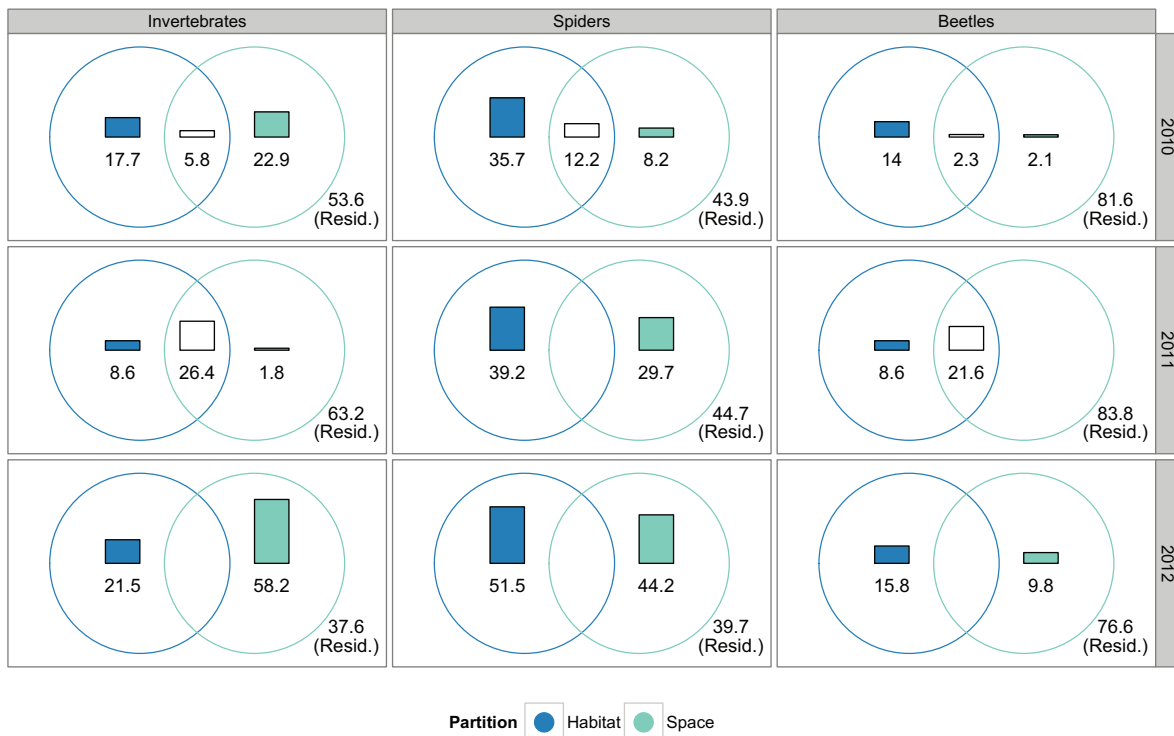 Invertebrates
Spiders
Beetles
17.7 5.8 22.9
53.6
(Resid.)
35.7 12.2 8.2
43.9
(Resid.)
14 2.3 2.1
81.6
(Resid.)
2010
8.6 26.4 1.8
63.2
(Resid.)
39.2 29.7
44.7
(Resid.)
8.6 21.6
83.8
(Resid.)
2011
21.5 58.2
37.6
(Resid.)
51.5 44.2
39.7
(Resid.)
15.8 9.8
76.6
(Resid.)
2012
Partition Habitat Space